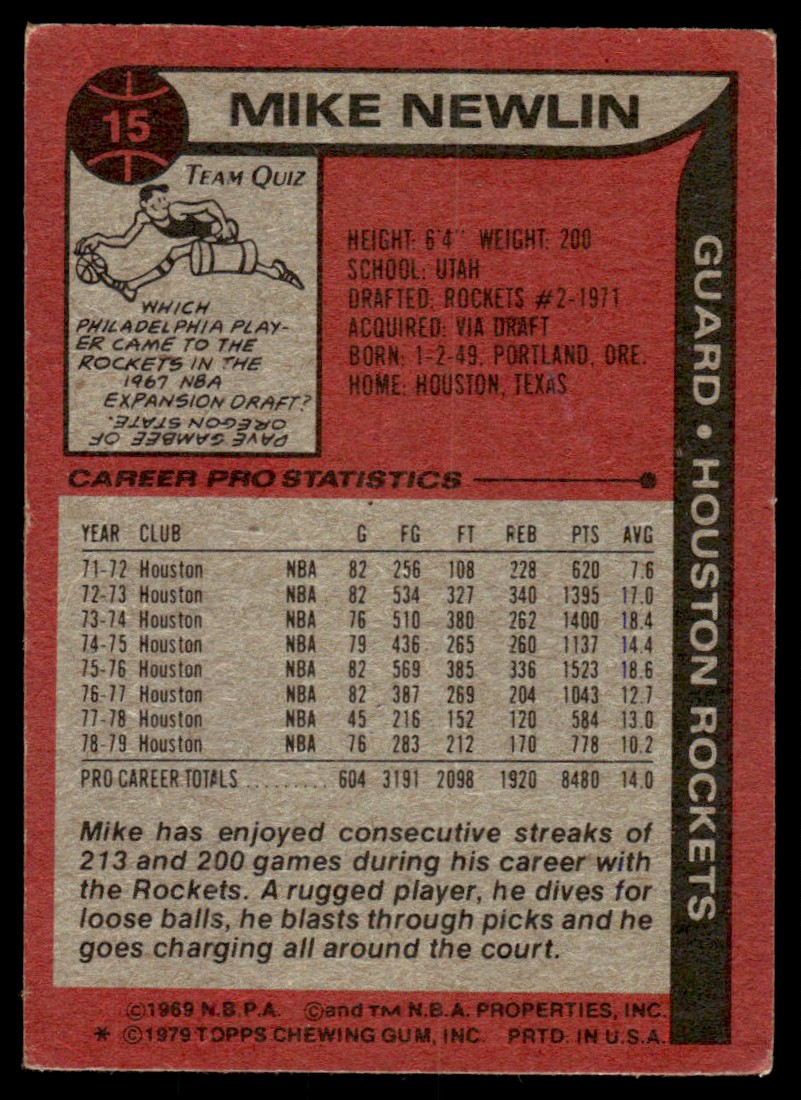 15
MIKE NEWLIN
TEAM QUIZ
WHICH
PHILADELPHIA PLAY-
ER CAME TO THE
ROCKETS IN THE
1967 NBA
EXPANSION DRAFT?
DAVE GAMBEE OF
OREGON STATE.
HEIGHT: 6'4" WEIGHT: 200
SCHOOL: UTAH
DRAFTED: ROCKETS #2-1971
ACQUIRED: VIA DRAFT
BORN: 1-2-49, PORTLAND, ORE.
HOME: HOUSTON, TEXAS
GUARD • HOUSTON ROCKETS
CAREER PRO STATISTICS
YEAR CLUB G FG FT REB PTS AVG
71-72 Houston NBA 82 256 108 228 620 7.6
72-73 Houston NBA 82 534 327 340 1395 17.0
73-74 Houston NBA 76 510 380 262 1400 18.4
74-75 Houston NBA 79 436 265 260 1137 14.4
75-76 Houston NBA 82 569 385 336 1523 18.6
76-77 Houston NBA 82 387 269 204 1043 12.7
77-78 Houston NBA 45 216 152 120 584 13.0
78-79 Houston NBA 76 283 212 170 778 10.2
PRO CAREER TOTALS ......... 604 3191 2098 1920 8480 14.0
Mike has enjoyed consecutive streaks of
213 and 200 games during his career with
the Rockets. A rugged player, he dives for
loose balls, he blasts through picks and he
goes charging all around the court.
©1969 N.B.P.A. ©and TM N.B.A. PROPERTIES, INC.
* ©1979 TOPPS CHEWING GUM, INC. PRTD. IN U.S.A.